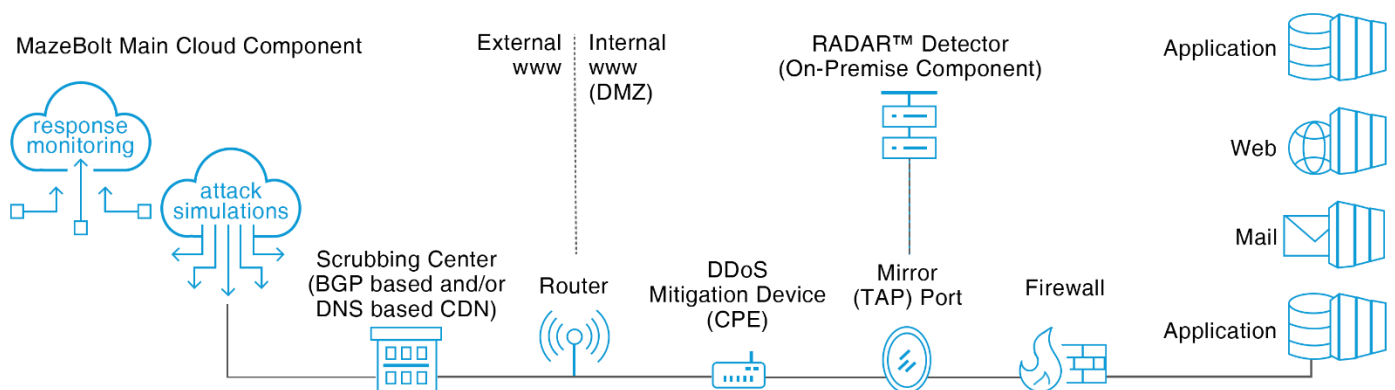 MazeBolt Main Cloud Component
response
monitoring
attack
simulations
Scrubbing Center
(BGP based and/or
DNS based CDN)
External
www
Internal
www
(DMZ)
Router
DDoS
Mitigation Device
(CPE)
RADAR™ Detector
(On-Premise Component)
Mirror
(TAP) Port
Firewall
Application
Web
Mail
Application